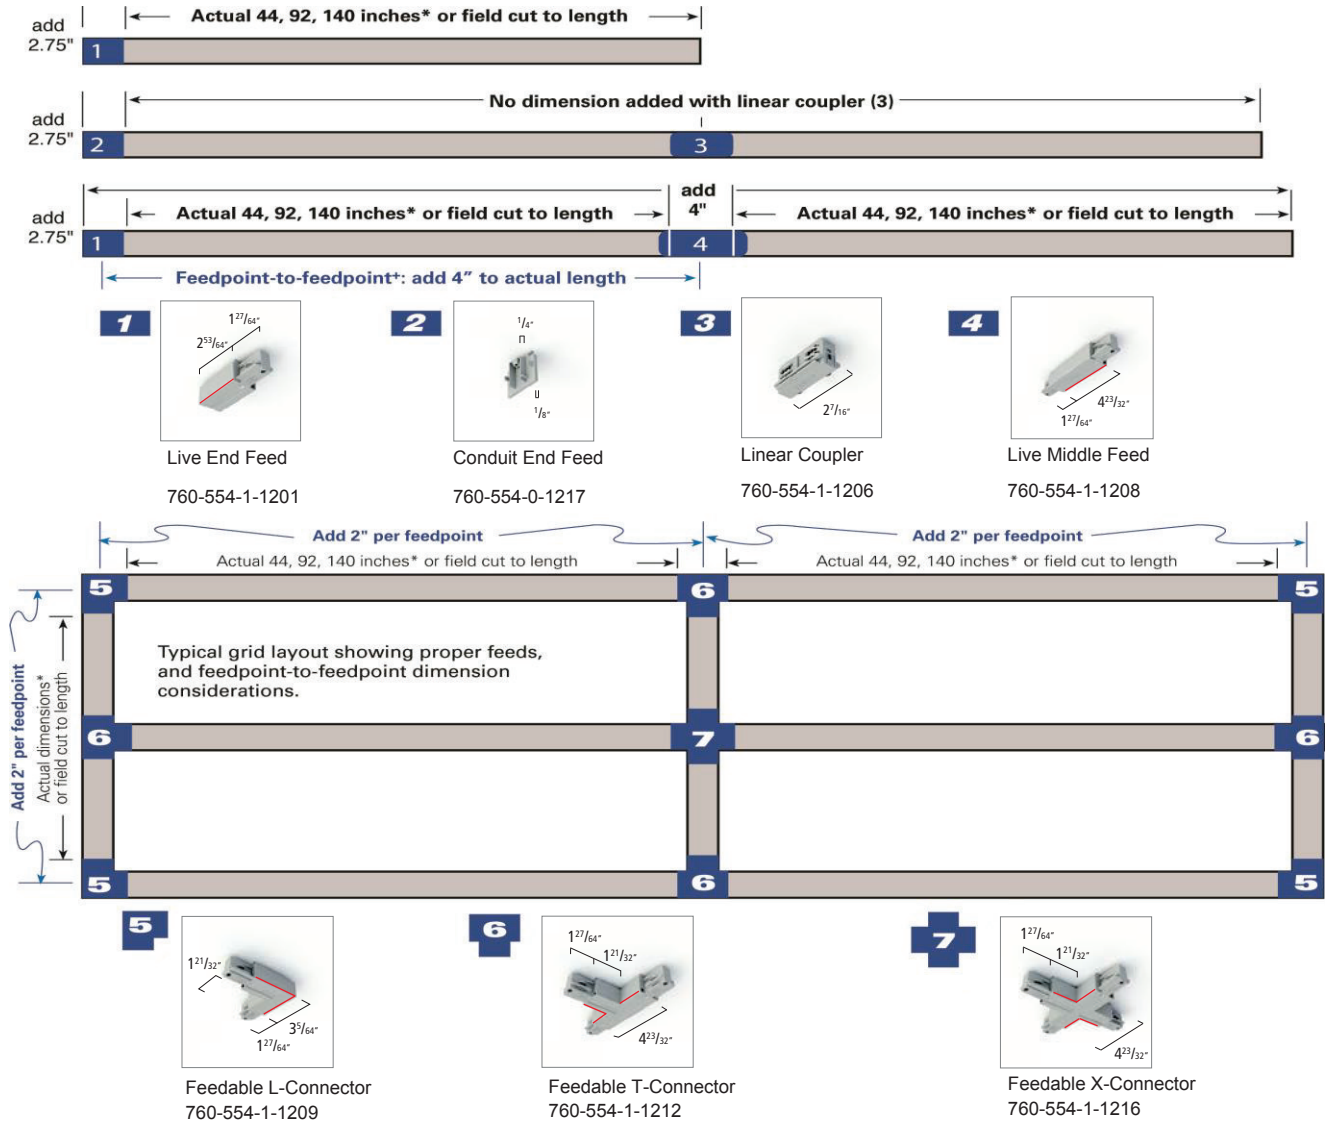 add
2.75"
Actual 44, 92, 140 inches* or field cut to length
1
No dimension added with linear coupler (3)
add
2.75"
2
3
add
4"
Actual 44, 92, 140 inches* or field cut to length
Actual 44, 92, 140 inches* or field cut to length
add
2.75"
1
4
Feedpoint-to-feedpoint+: add 4" to actual length
1
1 27/64"
2 53/64"
Live End Feed
760-554-1-1201
2
1/4"
1/8"
Conduit End Feed
760-554-0-1217
3
2 7/16"
Linear Coupler
760-554-1-1206
4
4 23/32"
1 27/64"
Live Middle Feed
760-554-1-1208
Add 2" per feedpoint
Add 2" per feedpoint
Actual 44, 92, 140 inches* or field cut to length
Actual 44, 92, 140 inches* or field cut to length
5
6
5
Add 2" per feedpoint
Actual dimensions*
or field cut to length
Typical grid layout showing proper feeds,
and feedpoint-to-feedpoint dimension
considerations.
6
7
6
5
6
5
5
1 21/32"
3 5/64"
1 27/64"
Feedable L-Connector
760-554-1-1209
6
1 27/64"
1 21/32"
4 23/32"
Feedable T-Connector
760-554-1-1212
7
1 27/64"
1 21/32"
4 23/32"
Feedable X-Connector
760-554-1-1216